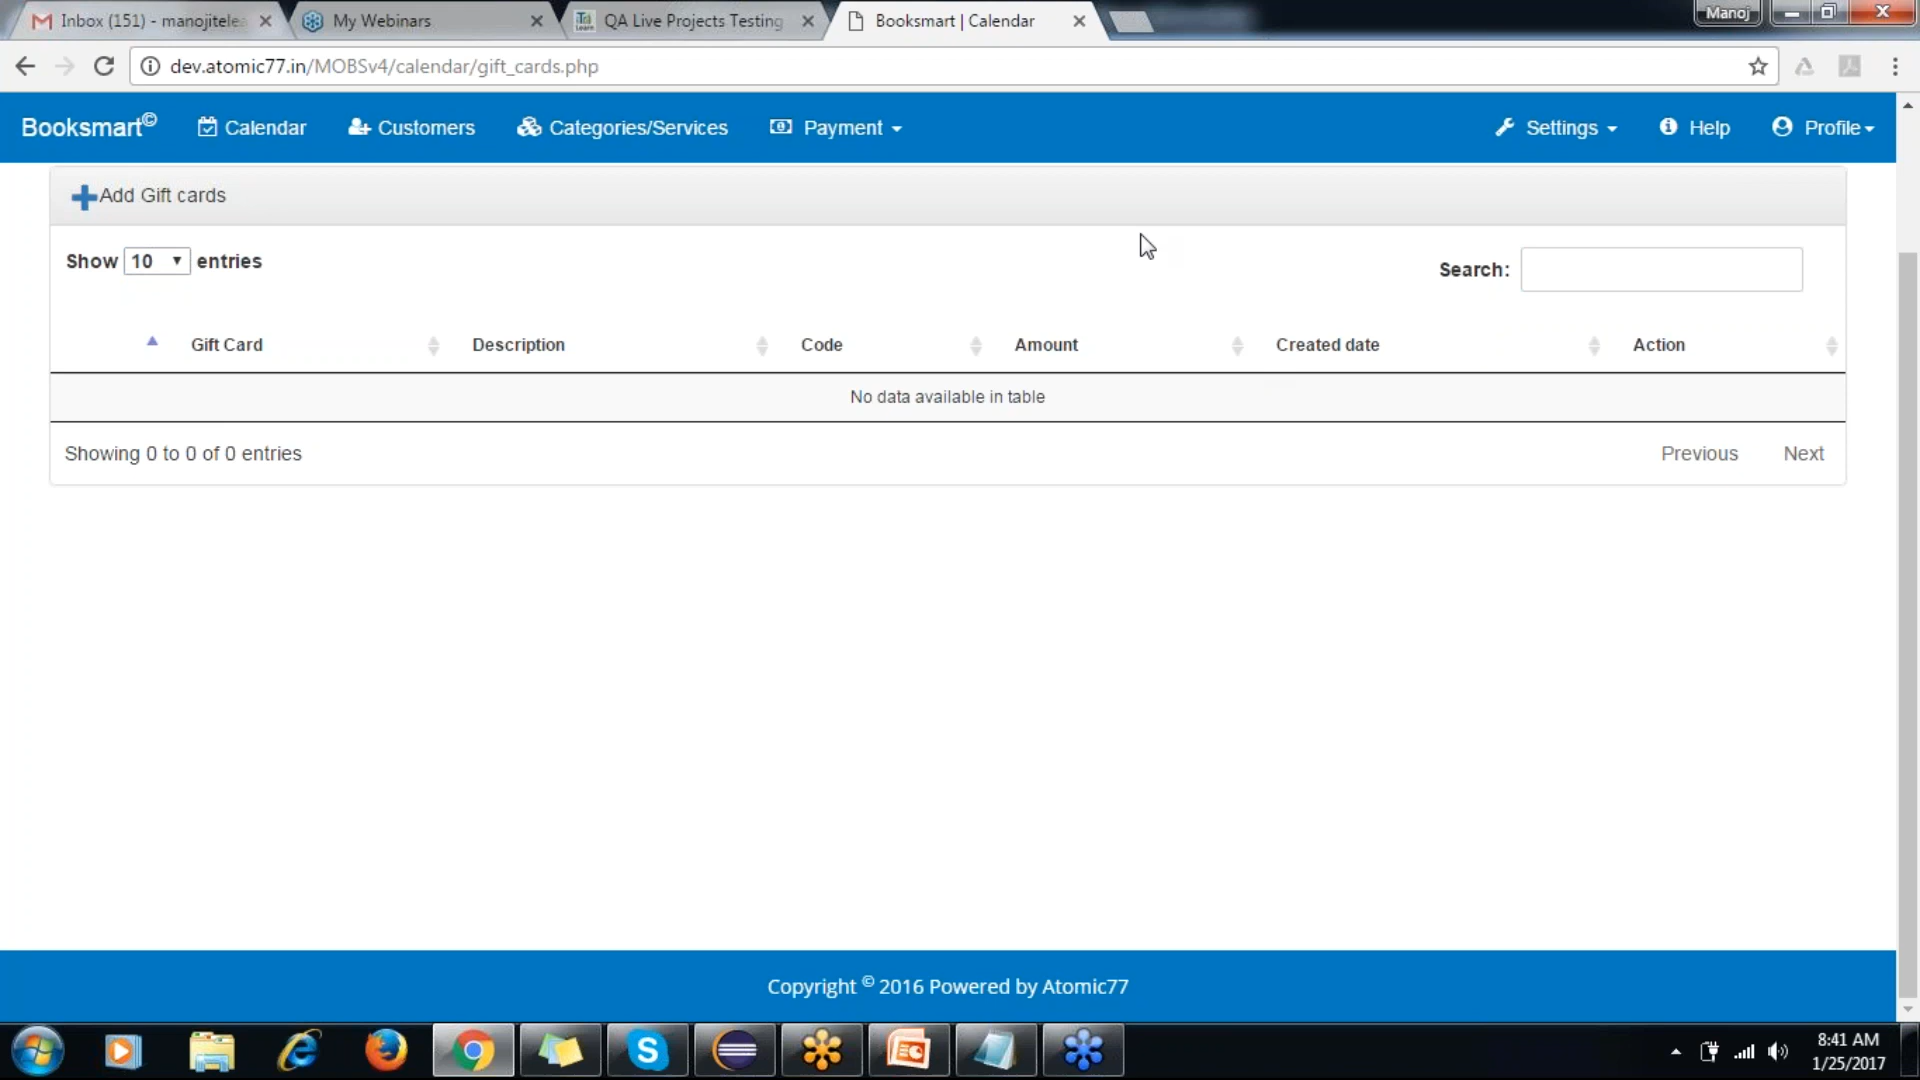 Inbox (151) - manojitelea
My Webinars
QA Live Projects Testing
Booksmart | Calendar
Manoj
dev.atomic77.in/MOBSv4/calendar/gift_cards.php
Booksmart©
Calendar
Customers
Categories/Services
Payment
Settings
Help
Profile
Add Gift cards
Show 10 entries
Search:
Gift Card
Description
Code
Amount
Created date
Action
No data available in table
Showing 0 to 0 of 0 entries
Previous
Next
Copyright © 2016 Powered by Atomic77
8:41 AM
1/25/2017